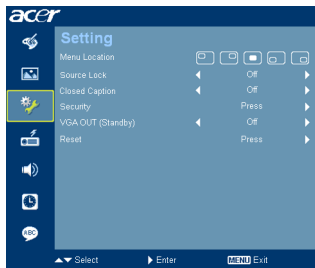 acer
Setting
Menu Location
Source Lock Off
Closed Caption Off
Security Press
VGA OUT (Standby) Off
Reset Press
ABC
Select Enter MENU Exit